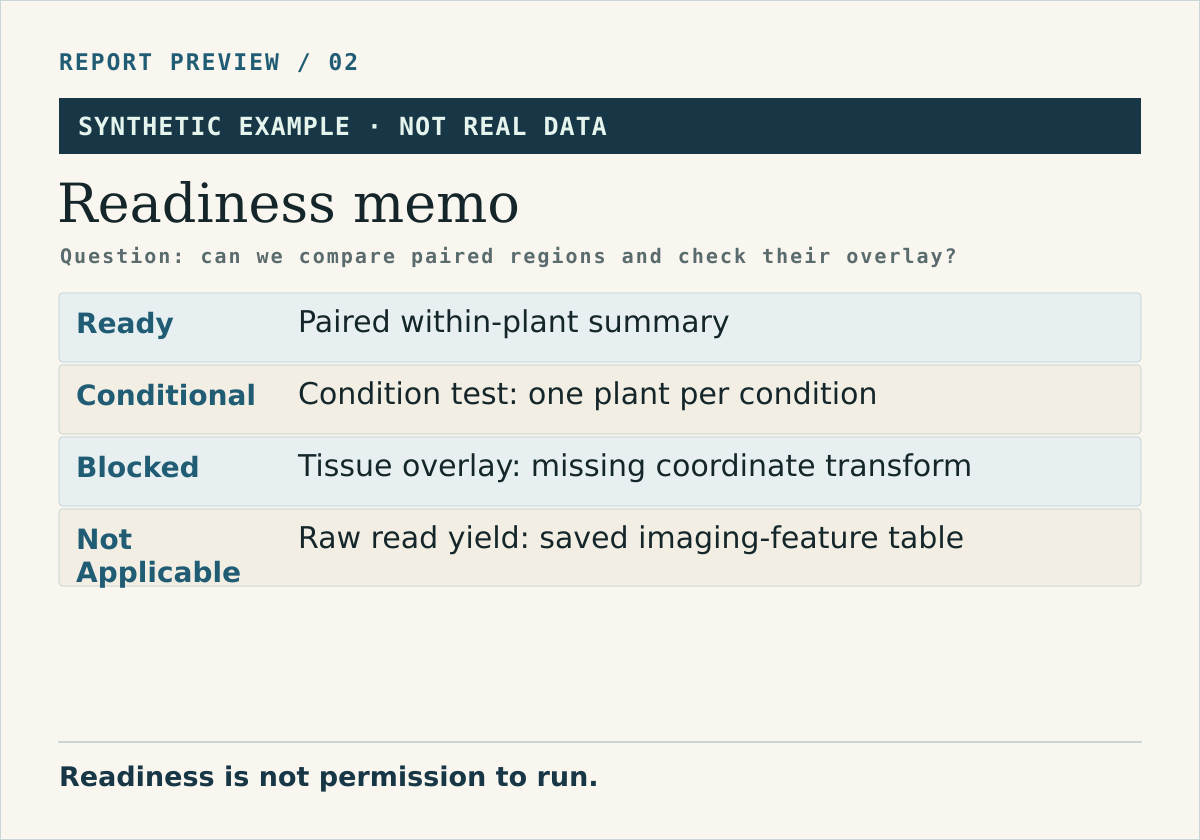 REPORT PREVIEW / 02
SYNTHETIC EXAMPLE · NOT REAL DATA
Readiness memo
Question: can we compare paired regions and check their overlay?
Ready Paired within-plant summary
Conditional Condition test: one plant per condition
Blocked Tissue overlay: missing coordinate transform
Not Raw read yield: saved imaging-feature table
Applicable
Readiness is not permission to run.